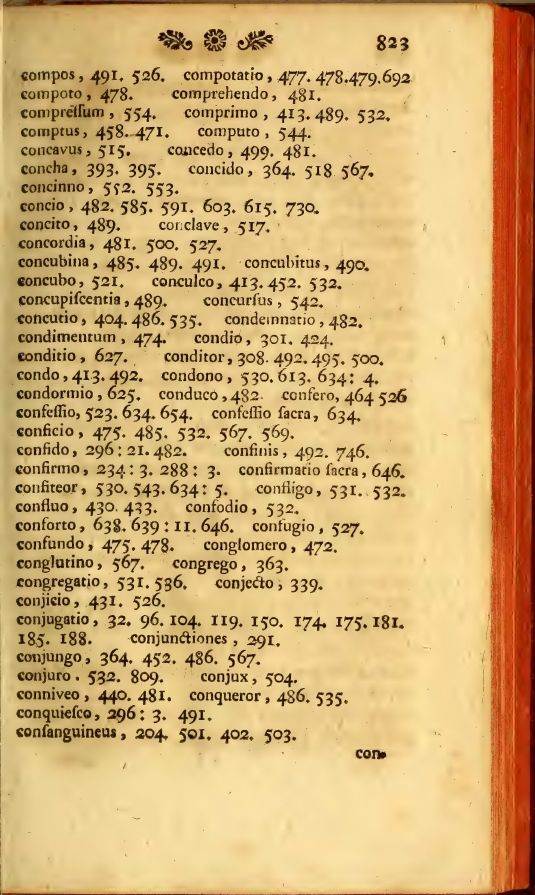 823
compos, 491. 526. compotatio, 477. 478.479.692
compoto, 478. comprehendo, 481.
compreſſum, 554. comprimo, 413. 489. 532.
comptus, 458. 471. computo, 544.
concavus, 515. concedo, 499. 481.
concha, 393. 395. concido, 364. 518 567.
concinno, 552. 553.
concio, 482. 585. 591. 603. 615. 730.
concito, 489. conclave, 517.
concordia, 481. 500. 527.
concubina, 485. 489. 491. concubitus, 490.
concubo, 521. conculco, 413. 452. 532.
concupiſcentia, 489. concurſus, 542.
concutio, 404. 486. 535. condemnatio, 482.
condimentum, 474. condio, 301. 424.
conditio, 627. conditor, 308. 492. 495. 500.
condo, 413. 492. condono, 530. 613. 634: 4.
condormio, 625. conduco, 482. confero, 464 526
confeſſio, 523. 634. 654. confeſſio ſacra, 634.
conficio, 475. 485. 532. 567. 569.
confido, 296: 21. 482. confinis, 492. 746.
confirmo, 234: 3. 288: 3. confirmatio ſacra, 646.
confiteor, 530. 543. 634: 5. confligo, 531. 532.
confluo, 430. 433. confodio, 532.
conforto, 638. 639: 11. 646. confugio, 527.
confundo, 475. 478. conglomero, 472.
conglutino, 567. congrego, 363.
congregatio, 531. 536. conjecto, 339.
conjicio, 431. 526.
conjugatio, 32. 96. 104. 119. 150. 174. 175. 181.
185. 188. conjunctiones, 291.
conjungo, 364. 452. 486. 567.
conjuro. 532. 809. conjux, 504.
conniveo, 440. 481. conqueror, 486. 535.
conquieſco, 296: 3. 491.
conſanguineus, 204. 501. 402. 503.
con-